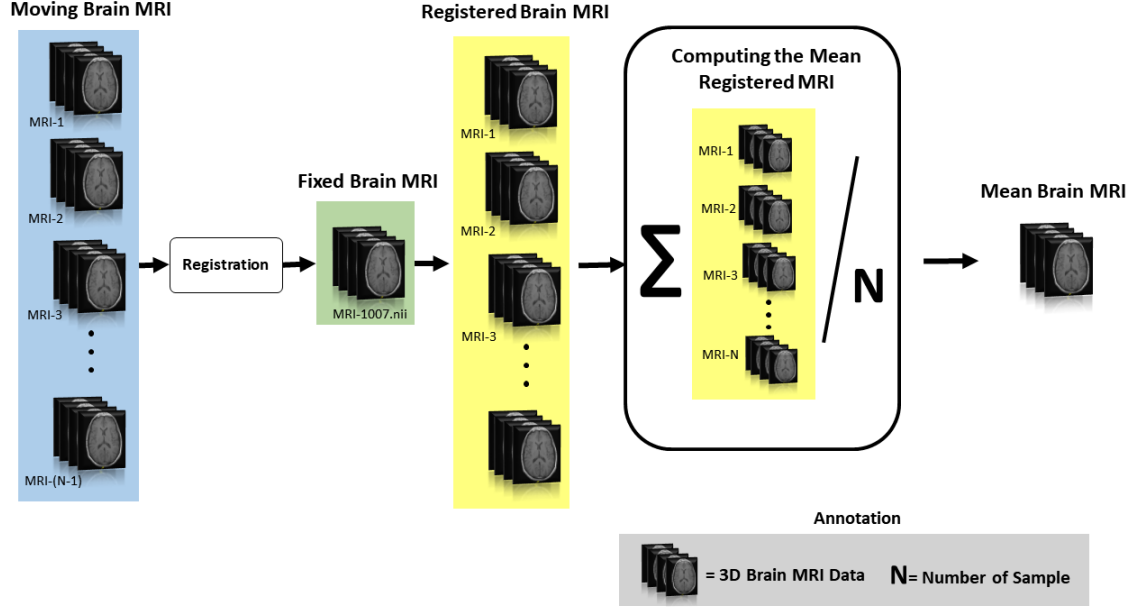 Moving Brain MRI
MRI-1
MRI-2
MRI-3
MRI-(N-1)
Registration
Fixed Brain MRI
MRI-1007.nii
Registered Brain MRI
MRI-1
MRI-2
MRI-3
Computing the Mean
Registered MRI
Σ
MRI-1
MRI-2
MRI-3
MRI-N
/
N
Mean Brain MRI
Annotation
= 3D Brain MRI Data
N= Number of Sample